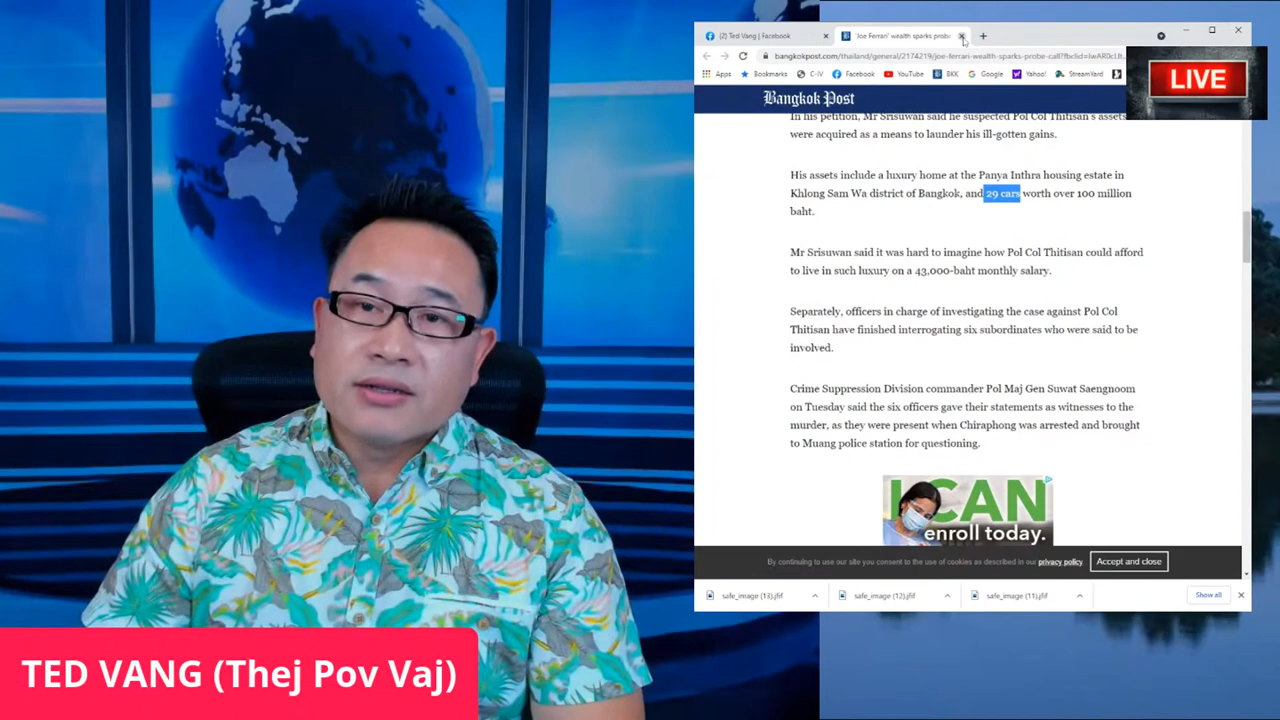 (2) Ted Vang | Facebook
'Joe Ferrari' wealth sparks probe
bangkokpost.com/thailand/general/2174219/joe-ferrari-wealth-sparks-probe-call?fbclid=IwAR0cLlt
Apps Bookmarks C-IV Facebook YouTube BKK Google Yahoo! StreamYard
LIVE
Bangkok Post
In his petition, Mr Srisuwan said he suspected Pol Col Thitisan's assets
were acquired as a means to launder his ill-gotten gains.
His assets include a luxury home at the Panya Inthra housing estate in
Khlong Sam Wa district of Bangkok, and 29 cars worth over 100 million
baht.
Mr Srisuwan said it was hard to imagine how Pol Col Thitisan could afford
to live in such luxury on a 43,000-baht monthly salary.
Separately, officers in charge of investigating the case against Pol Col
Thitisan have finished interrogating six subordinates who were said to be
involved.
Crime Suppression Division commander Pol Maj Gen Suwat Saengnoom
on Tuesday said the six officers gave their statements as witnesses to the
murder, as they were present when Chiraphong was arrested and brought
to Muang police station for questioning.
I CAN
enroll today.
By continuing to use our site you consent to the use of cookies as described in our privacy policy
Accept and close
safe_image (13).jfif safe_image (12).jfif safe_image (11).jfif Show all
TED VANG (Thej Pov Vaj)